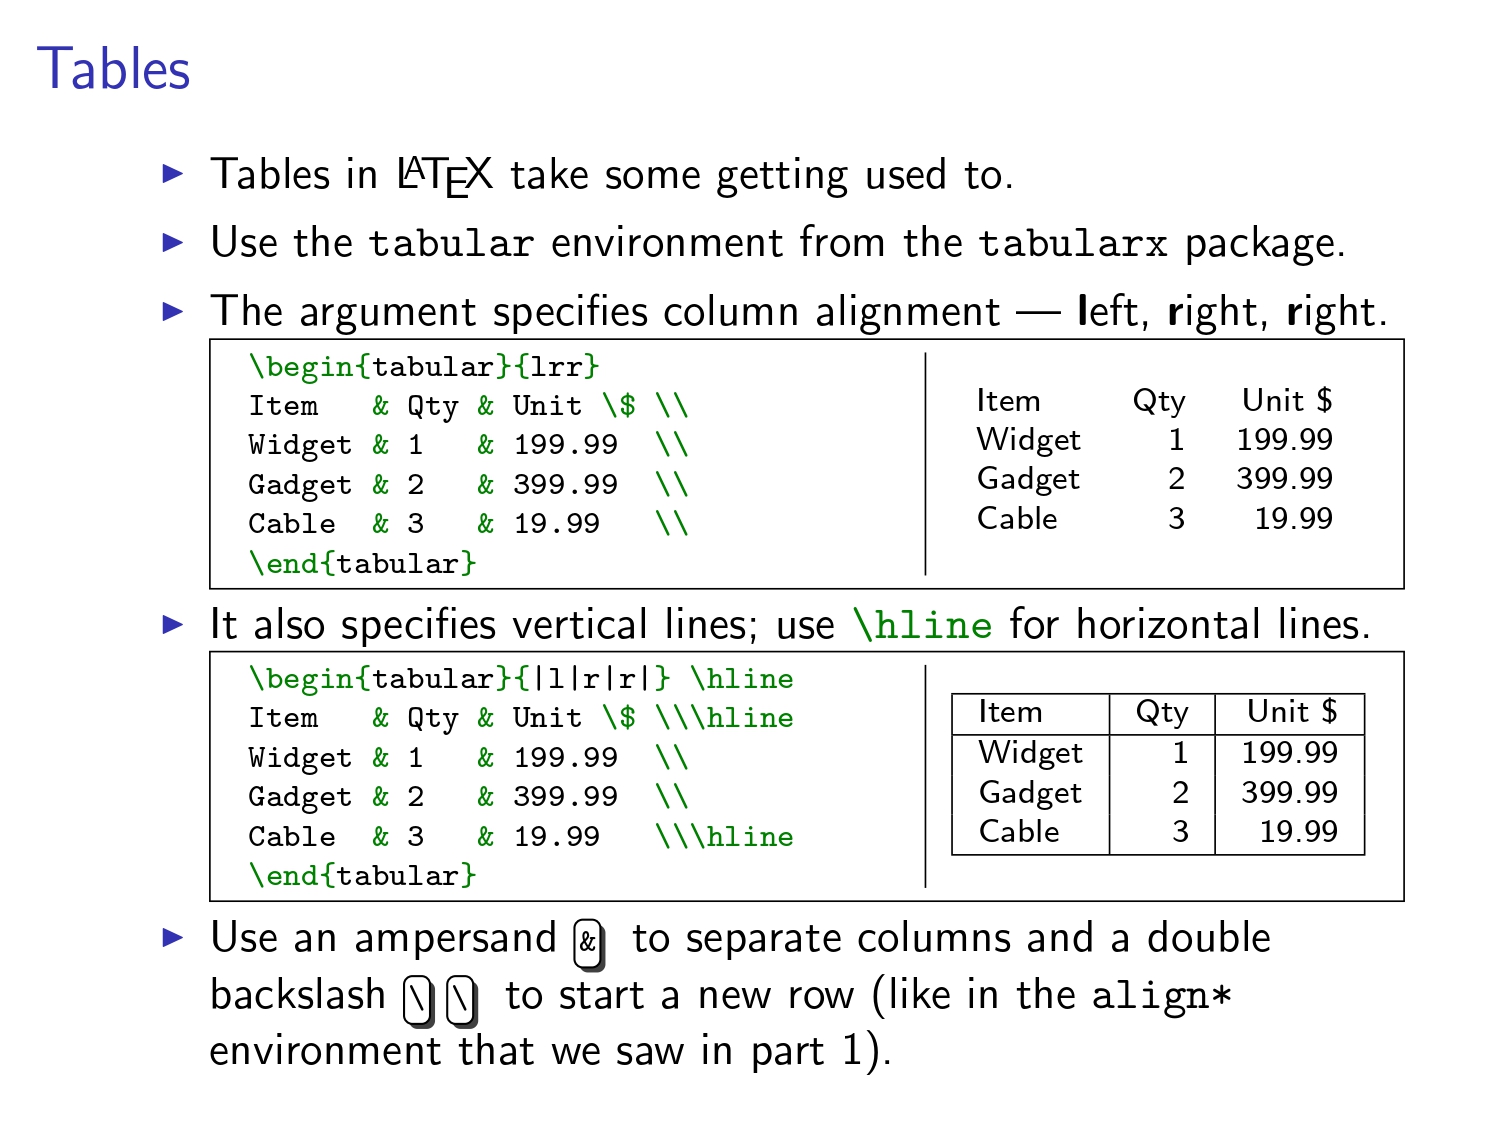 Tables
▶ Tables in LATEX take some getting used to.
▶ Use the tabular environment from the tabularx package.
▶ The argument specifies column alignment — left, right, right.
\begin{tabular}{lrr}
Item   & Qty & Unit \$ \\
Widget & 1   & 199.99  \\
Gadget & 2   & 399.99  \\
Cable  & 3   & 19.99   \\
\end{tabular}
Item Qty Unit $
Widget 1 199.99
Gadget 2 399.99
Cable 3 19.99
▶ It also specifies vertical lines; use \hline for horizontal lines.
\begin{tabular}{|l|r|r|} \hline
Item   & Qty & Unit \$ \\\hline
Widget & 1   & 199.99  \\
Gadget & 2   & 399.99  \\
Cable  & 3   & 19.99   \\\hline
\end{tabular}
Item Qty Unit $
Widget 1 199.99
Gadget 2 399.99
Cable 3 19.99
▶ Use an ampersand & to separate columns and a double
backslash \ \ to start a new row (like in the align*
environment that we saw in part 1).